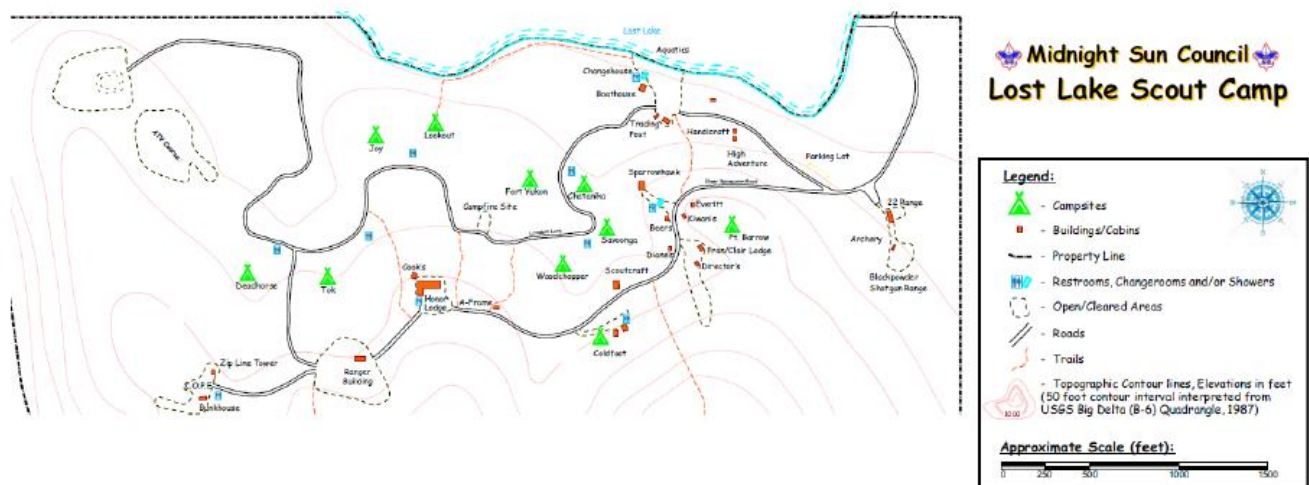 Midnight Sun Council
Lost Lake Scout Camp
Lost Lake
Aquatics
Changehouse
Boathouse
Trading
Post
Handicraft
High
Adventure
Parking Lot
ATV Course
Lookout
Joy
Fort Yukon
Chatanika
Sparrowhawk
Campfire Site
Everitt
Kiwanis
Beers
Savoonga
Pt. Barrow
22 Range
Archery
Blackpowder
Shotgun Range
Fran/Clair Lodge
Director's
Diane's
Woodchopper
Scoutcraft
Deadhorse
Tok
Cook's
Honor
Lodge
A-Frame
Coldfoot
Zip Line Tower
Ranger
Building
C.O.P.E.
Bunkhouse
Legend:
- Campsites
- Buildings/Cabins
- Property Line
- Restrooms, Changerooms and/or Showers
- Open/Cleared Areas
- Roads
- Trails
- Topographic Contour lines, Elevations in feet
(50 foot contour interval interpreted from
USGS Big Delta (B-6) Quadrangle, 1987)
1000
Approximate Scale (feet):
0 250 500 1000 1500